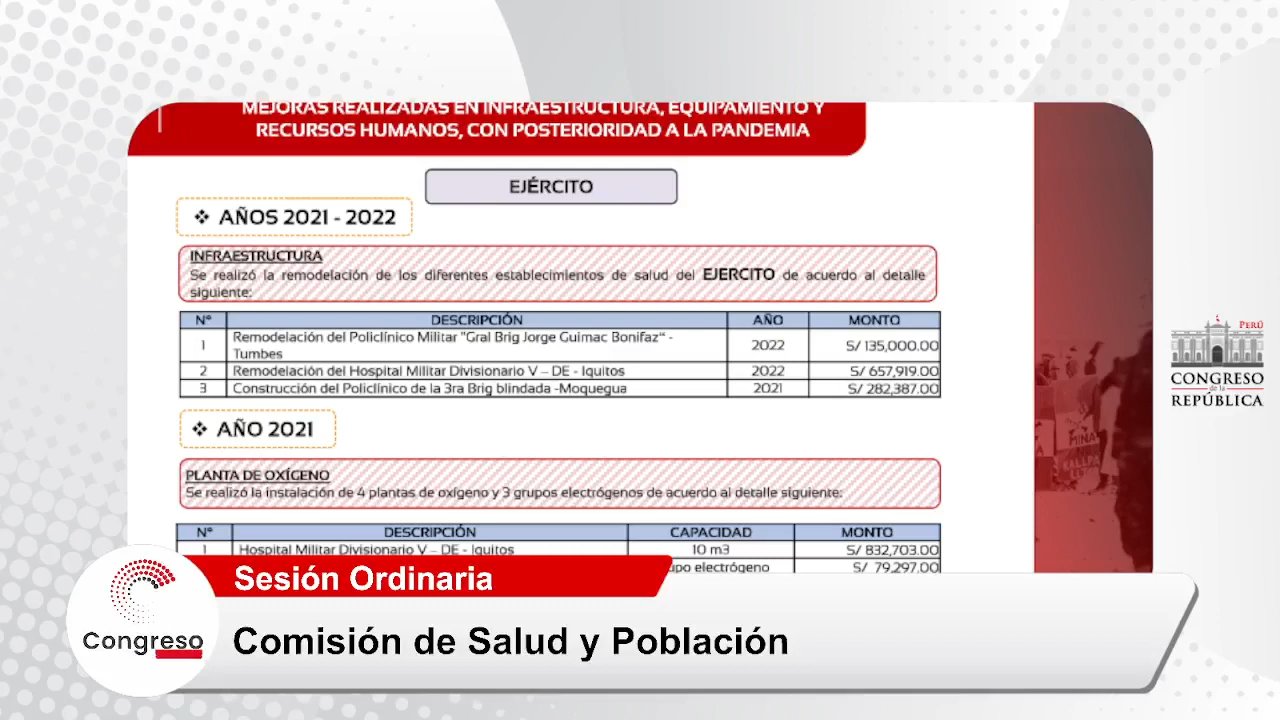 MEJORAS REALIZADAS EN INFRAESTRUCTURA, EQUIPAMIENTO Y
RECURSOS HUMANOS, CON POSTERIORIDAD A LA PANDEMIA
EJÉRCITO
❖ AÑOS 2021 - 2022
INFRAESTRUCTURA
Se realizó la remodelación de los diferentes establecimientos de salud del EJERCITO de acuerdo al detalle
siguiente:
N° DESCRIPCIÓN AÑO MONTO
1 Remodelación del Policlínico Militar "Gral Brig Jorge Guimac Bonifaz“ -
Tumbes 2022 S/ 135,000.00
2 Remodelación del Hospital Militar Divisionario V – DE - Iquitos 2022 S/ 657,919.00
3 Construcción del Policlínico de la 3ra Brig blindada -Moquegua 2021 S/ 282,387.00
❖ AÑO 2021
PLANTA DE OXÍGENO
Se realizó la instalación de 4 plantas de oxígeno y 3 grupos electrógenos de acuerdo al detalle siguiente:
N° DESCRIPCIÓN CAPACIDAD MONTO
1 Hospital Militar Divisionario V – DE - Iquitos 10 m3 S/ 832,703.00
electrógeno S/ 79,297.00
MINA
KALLPA
PERÚ
CONGRESO
de la
REPÚBLICA
Sesión Ordinaria
Congreso
Comisión de Salud y Población